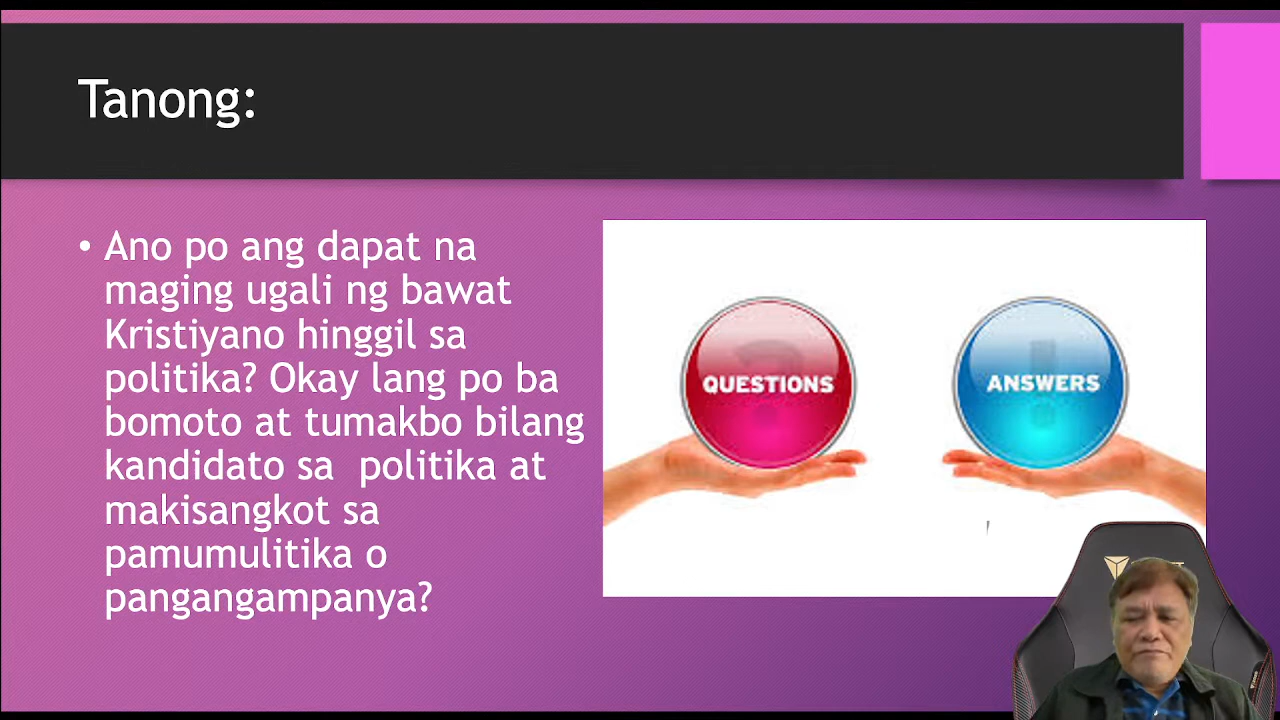 Tanong:
• Ano po ang dapat na
maging ugali ng bawat
Kristiyano hinggil sa
politika? Okay lang po ba
bomoto at tumakbo bilang
kandidato sa  politika at
makisangkot sa
pamumulitika o
pangangampanya?
QUESTIONS
ANSWERS